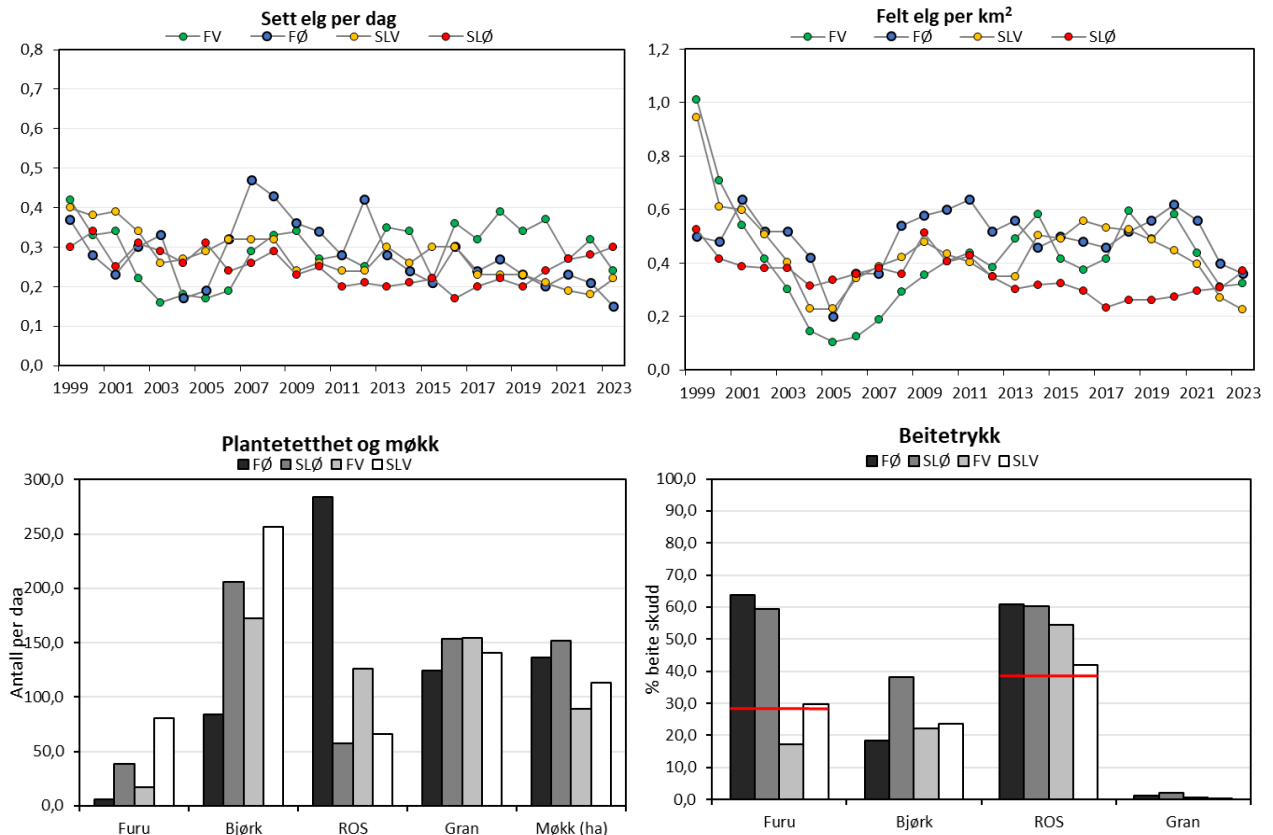 Sett elg per dag
FV FØ SLV SLØ
0,8
0,7
0,6
0,5
0,4
0,3
0,2
0,1
0,0
1999 2001 2003 2005 2007 2009 2011 2013 2015 2017 2019 2021 2023
Felt elg per km²
FV FØ SLV SLØ
1,2
1,0
0,8
0,6
0,4
0,2
0,0
1999 2001 2003 2005 2007 2009 2011 2013 2015 2017 2019 2021 2023
Plantetetthet og møkk
FØ SLØ FV SLV
Antall per daa
300,0
250,0
200,0
150,0
100,0
50,0
0,0
Furu Bjørk ROS Gran Møkk (ha)
Beitetrykk
FØ SLØ FV SLV
% beite skudd
100,0
90,0
80,0
70,0
60,0
50,0
40,0
30,0
20,0
10,0
0,0
Furu Bjørk ROS Gran